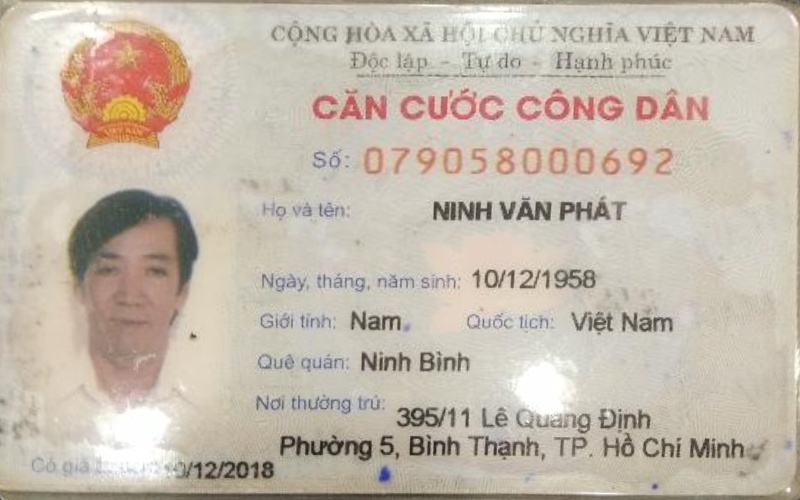 CỘNG HÒA XÃ HỘI CHỦ NGHĨA VIỆT NAM
Độc lập - Tự do - Hạnh phúc
CĂN CƯỚC CÔNG DÂN
Số: 079058000692
Họ và tên: NINH VĂN PHÁT
Ngày, tháng, năm sinh: 10/12/1958
Giới tính: Nam. Quốc tịch: Việt Nam
Quê quán: Ninh Bình
Nơi thường trú: 395/11 Lê Quang Định
Phường 5, Bình Thạnh, TP. Hồ Chí Minh
Có giá 10/12/2018